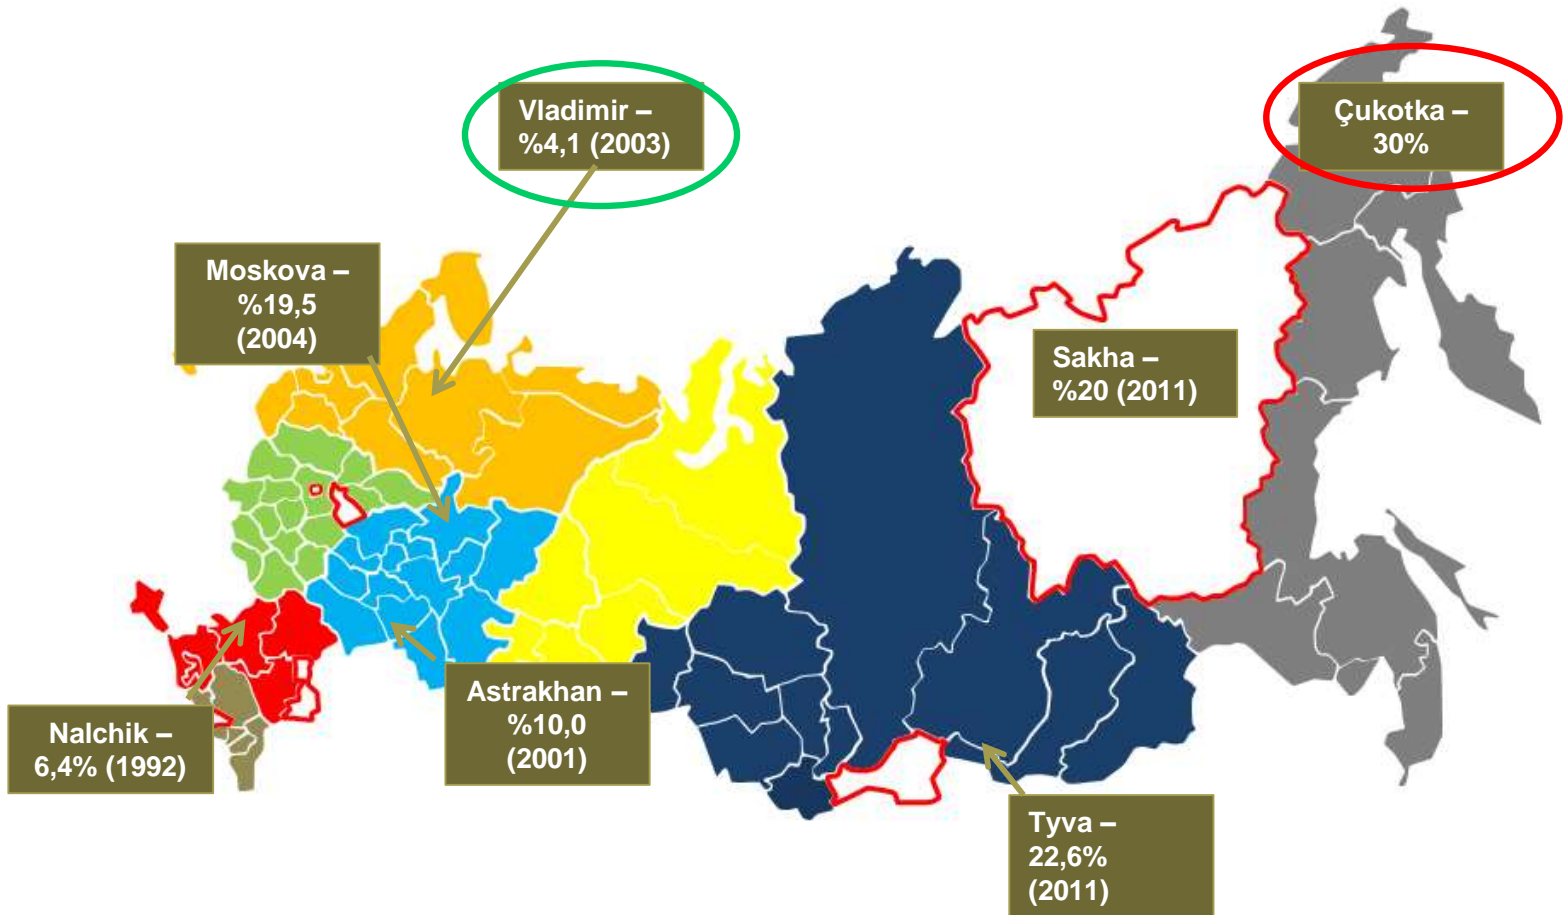 Vladimir –
%4,1 (2003)
Çukotka –
30%
Moskova –
%19,5
(2004)
Sakha –
%20 (2011)
Astrakhan –
%10,0
(2001)
Nalchik –
6,4% (1992)
Tyva –
22,6%
(2011)